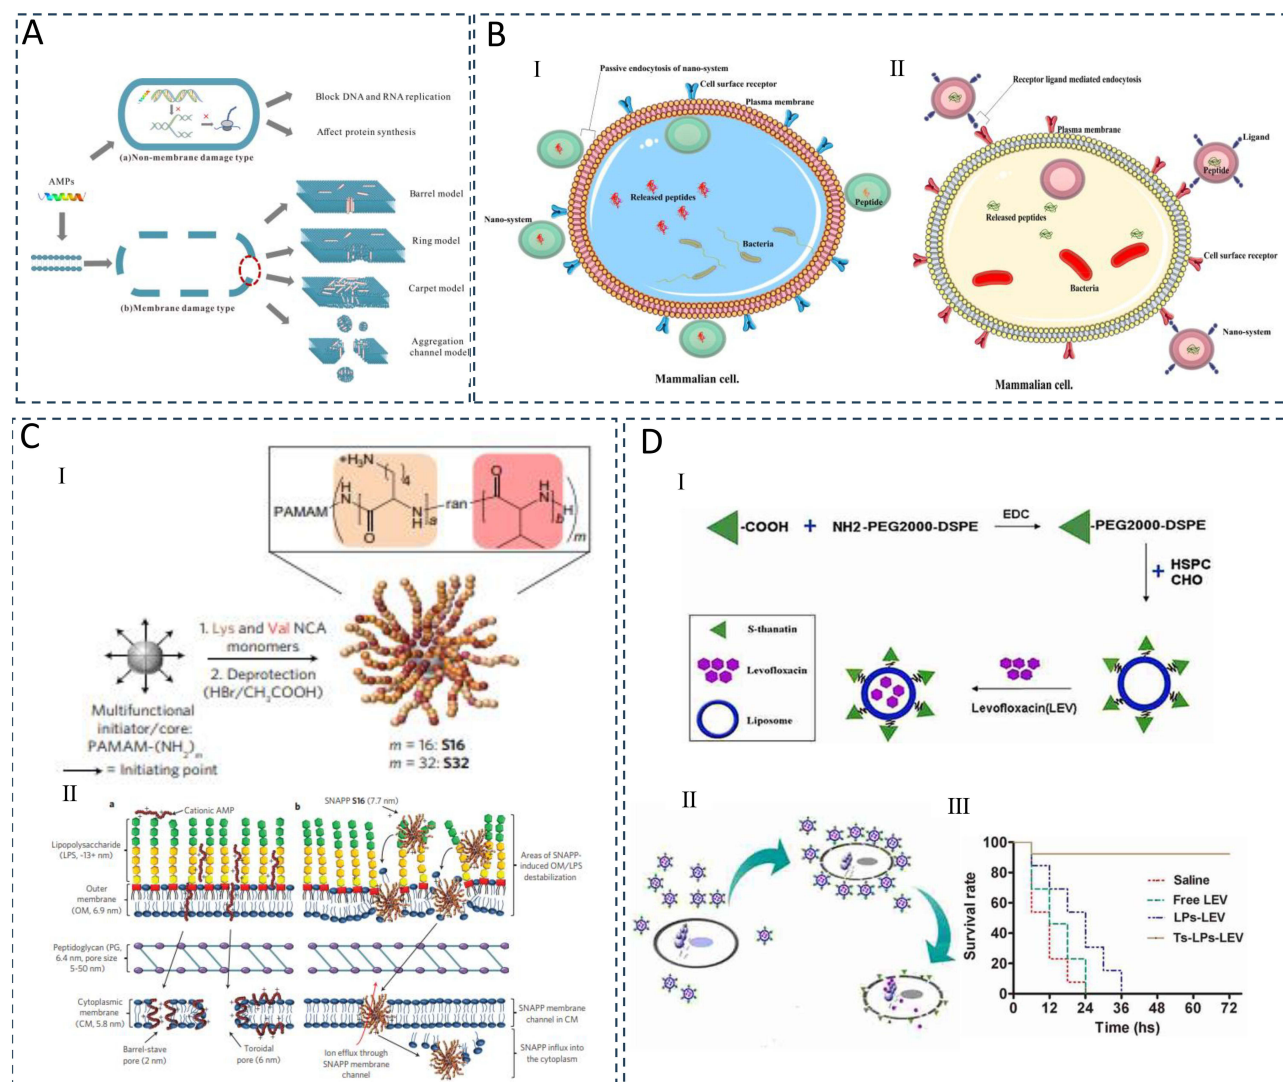 A
AMPs
(a)Non-membrane damage type
Block DNA and RNA replication
Affect protein synthesis
(b)Membrane damage type
Barrel model
Ring model
Carpet model
Aggregation
channel model
B
I
Passive endocytosis of nano-system
Cell surface receptor
Plasma membrane
Released peptides
Peptide
Nano-system
Bacteria
Mammalian cell.
II
Receptor ligand mediated endocytosis
Plasma membrane
Ligand
Peptide
Released peptides
Cell surface receptor
Bacteria
Nano-system
Mammalian cell.
C
I
+H₃N
4
PAMAM
H
N
O
N
H
a
ran
O
H
N
b
H
m
1. Lys and Val NCA
monomers
2. Deprotection
(HBr/CH₃COOH)
Multifunctional
initiator/core:
PAMAM-(NH₂)m
= Initiating point
m = 16: S16
m = 32: S32
II
a
Cationic AMP
b
SNAPP S16 (7.7 nm)
Lipopolysaccharide
(LPS, ~13+ nm)
Outer
membrane
(OM, 6.9 nm)
Areas of SNAPP-
induced OM/LPS
destabilization
Peptidoglycan (PG,
6.4 nm, pore size
5-50 nm)
Cytoplasmic
membrane
(CM, 5.8 nm)
SNAPP membrane
channel in CM
Barrel-stave
pore (2 nm)
Toroidal
pore (6 nm)
Ion efflux through
SNAPP membrane
channel
SNAPP influx into
the cytoplasm
D
I
-COOH + NH2-PEG2000-DSPE
EDC
-PEG2000-DSPE
+ HSPC
CHO
S-thanatin
Levofloxacin
Liposome
Levofloxacin(LEV)
II
III
Survival rate
100
80
60
40
20
0
Saline
Free LEV
LPs-LEV
Ts-LPs-LEV
0 12 24 36 48 60 72
Time (hs)